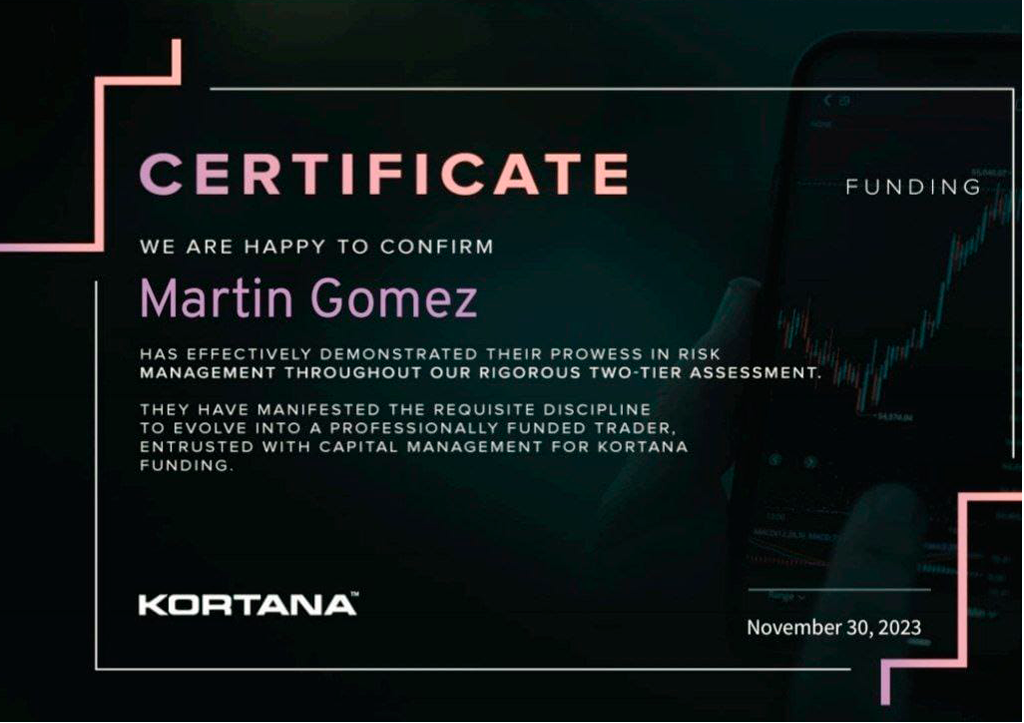 CERTIFICATE
FUNDING
WE ARE HAPPY TO CONFIRM
Martin Gomez
HAS EFFECTIVELY DEMONSTRATED THEIR PROWESS IN RISK
MANAGEMENT THROUGHOUT OUR RIGOROUS TWO-TIER ASSESSMENT.
THEY HAVE MANIFESTED THE REQUISITE DISCIPLINE
TO EVOLVE INTO A PROFESSIONALLY FUNDED TRADER,
ENTRUSTED WITH CAPITAL MANAGEMENT FOR KORTANA
FUNDING.
Range
KORTANA™
November 30, 2023